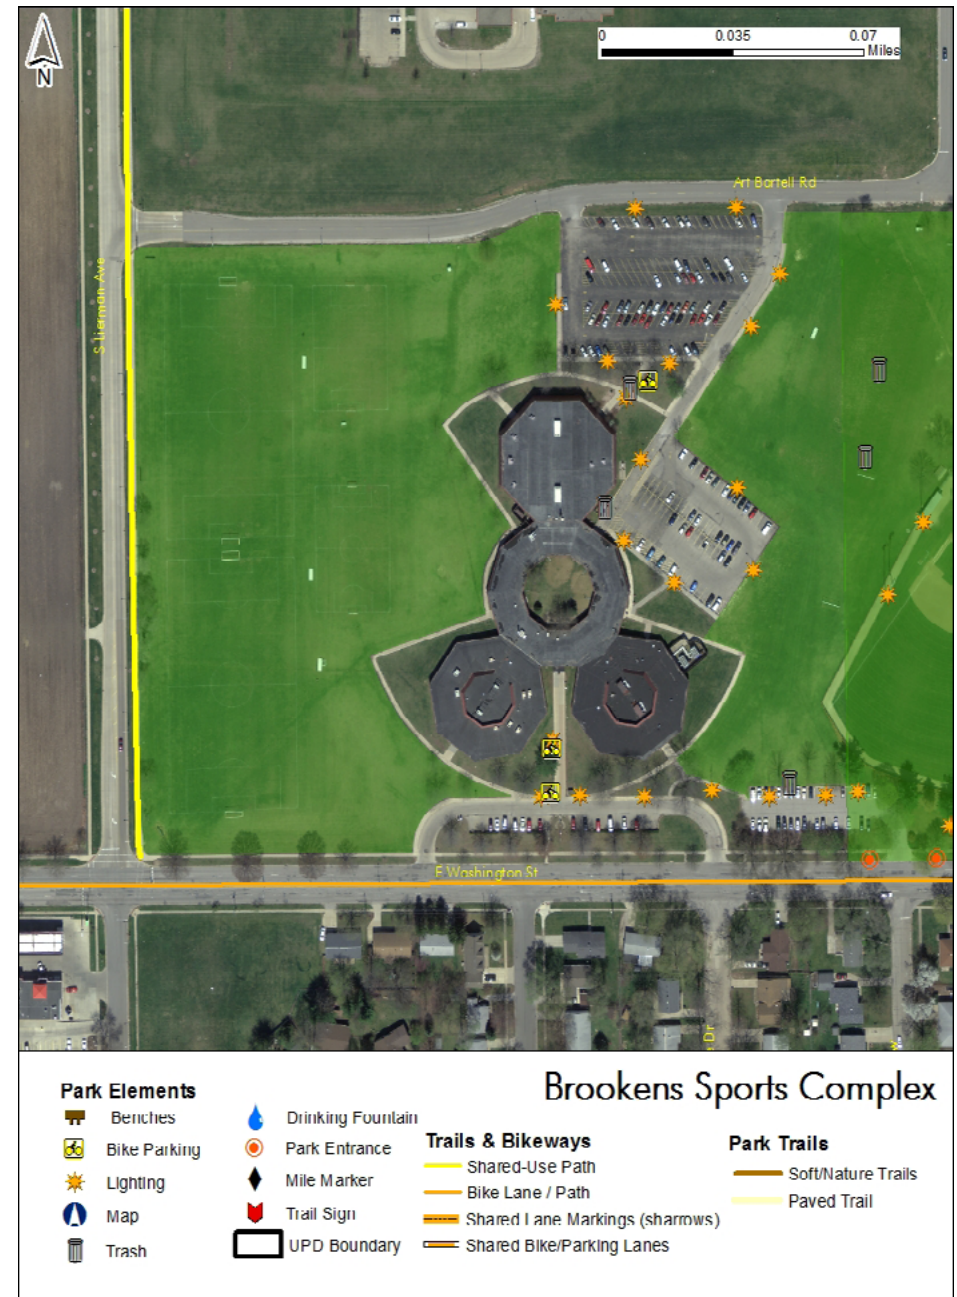 0 0.035 0.07
Miles
N
Art Bartell Rd
S Lierman Ave
E Washington St
e Dr
Brookens Sports Complex
Park Elements
Benches
Bike Parking
Lighting
Map
Trash
Drinking Fountain
Park Entrance
Mile Marker
Trail Sign
UPD Boundary
Trails & Bikeways
Shared-Use Path
Bike Lane / Path
Shared Lane Markings (sharrows)
Shared Bike/Parking Lanes
Park Trails
Soft/Nature Trails
Paved Trail